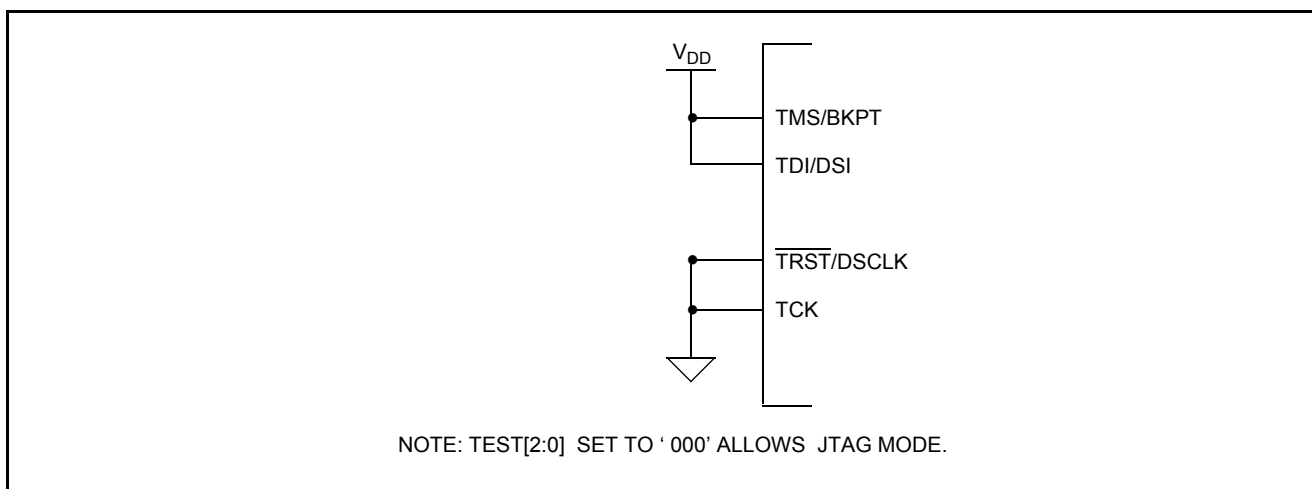 VDD
TMS/BKPT
TDI/DSI
TRST/DSCLK
TCK
NOTE: TEST[2:0] SET TO ‘ 000’ ALLOWS JTAG MODE.